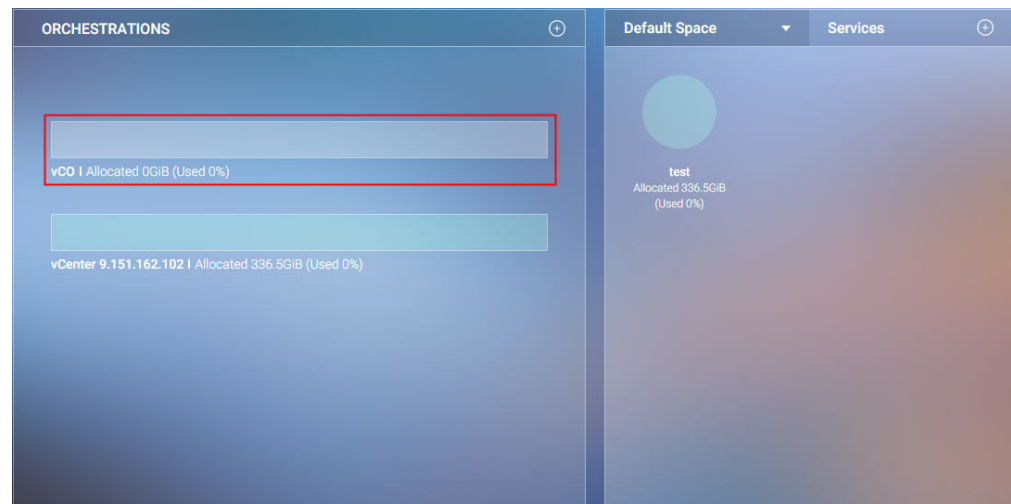 ORCHESTRATIONS
vCO I Allocated 0GiB (Used 0%)
vCenter 9.151.162.102 I Allocated 336.5GiB (Used 0%)
Default Space
Services
test
Allocated 336.5GiB
(Used 0%)